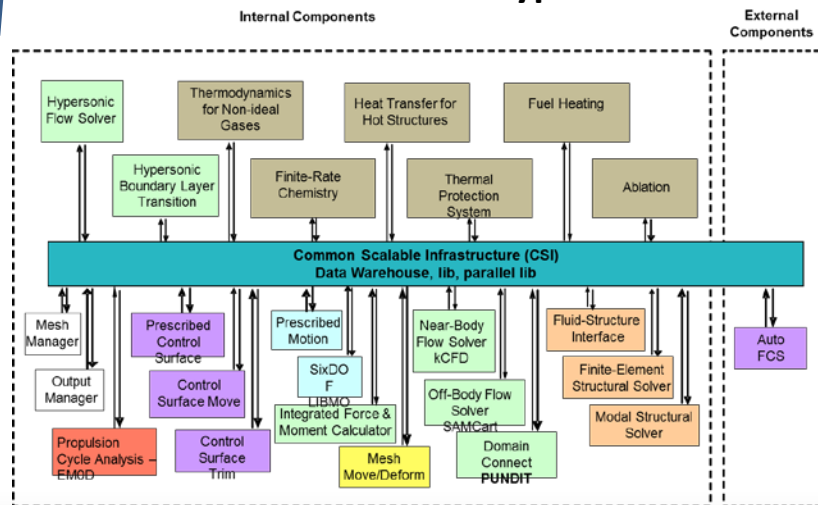 Internal Components
External
Components
Hypersonic
Flow Solver
Thermodynamics
for Non-ideal
Gases
Heat Transfer for
Hot Structures
Fuel Heating
Hypersonic
Boundary Layer
Transition
Finite-Rate
Chemistry
Thermal
Protection
System
Ablation
Common Scalable Infrastructure (CSI)
Data Warehouse, lib, parallel lib
Mesh
Manager
Prescribed
Control
Surface
Prescribed
Motion
Near-Body
Flow Solver
kCFD
Fluid-Structure
Interface
Auto
FCS
Output
Manager
Control
Surface Move
SixDO
F
LIBMO
Off-Body Flow
Solver
SAMCart
Finite-Element
Structural Solver
Integrated Force &
Moment Calculator
Modal Structural
Solver
Propulsion
Cycle Analysis –
EM0D
Control
Surface
Trim
Mesh
Move/Deform
Domain
Connect
PUNDIT